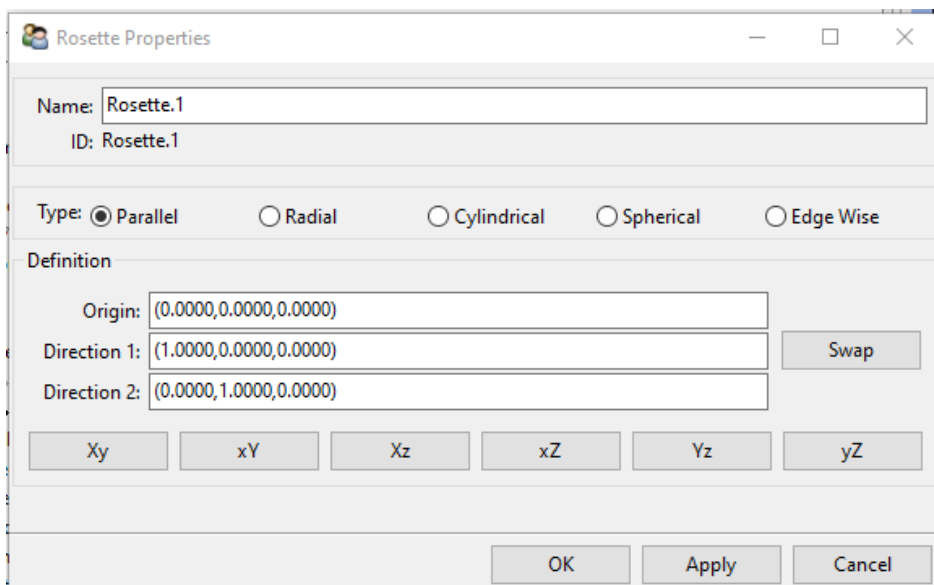 Rosette Properties
Name: Rosette.1
ID: Rosette.1
Type: Parallel Radial Cylindrical Spherical Edge Wise
Definition
Origin: (0.0000,0.0000,0.0000)
Direction 1: (1.0000,0.0000,0.0000) Swap
Direction 2: (0.0000,1.0000,0.0000)
Xy xY Xz xZ Yz yZ
OK Apply Cancel